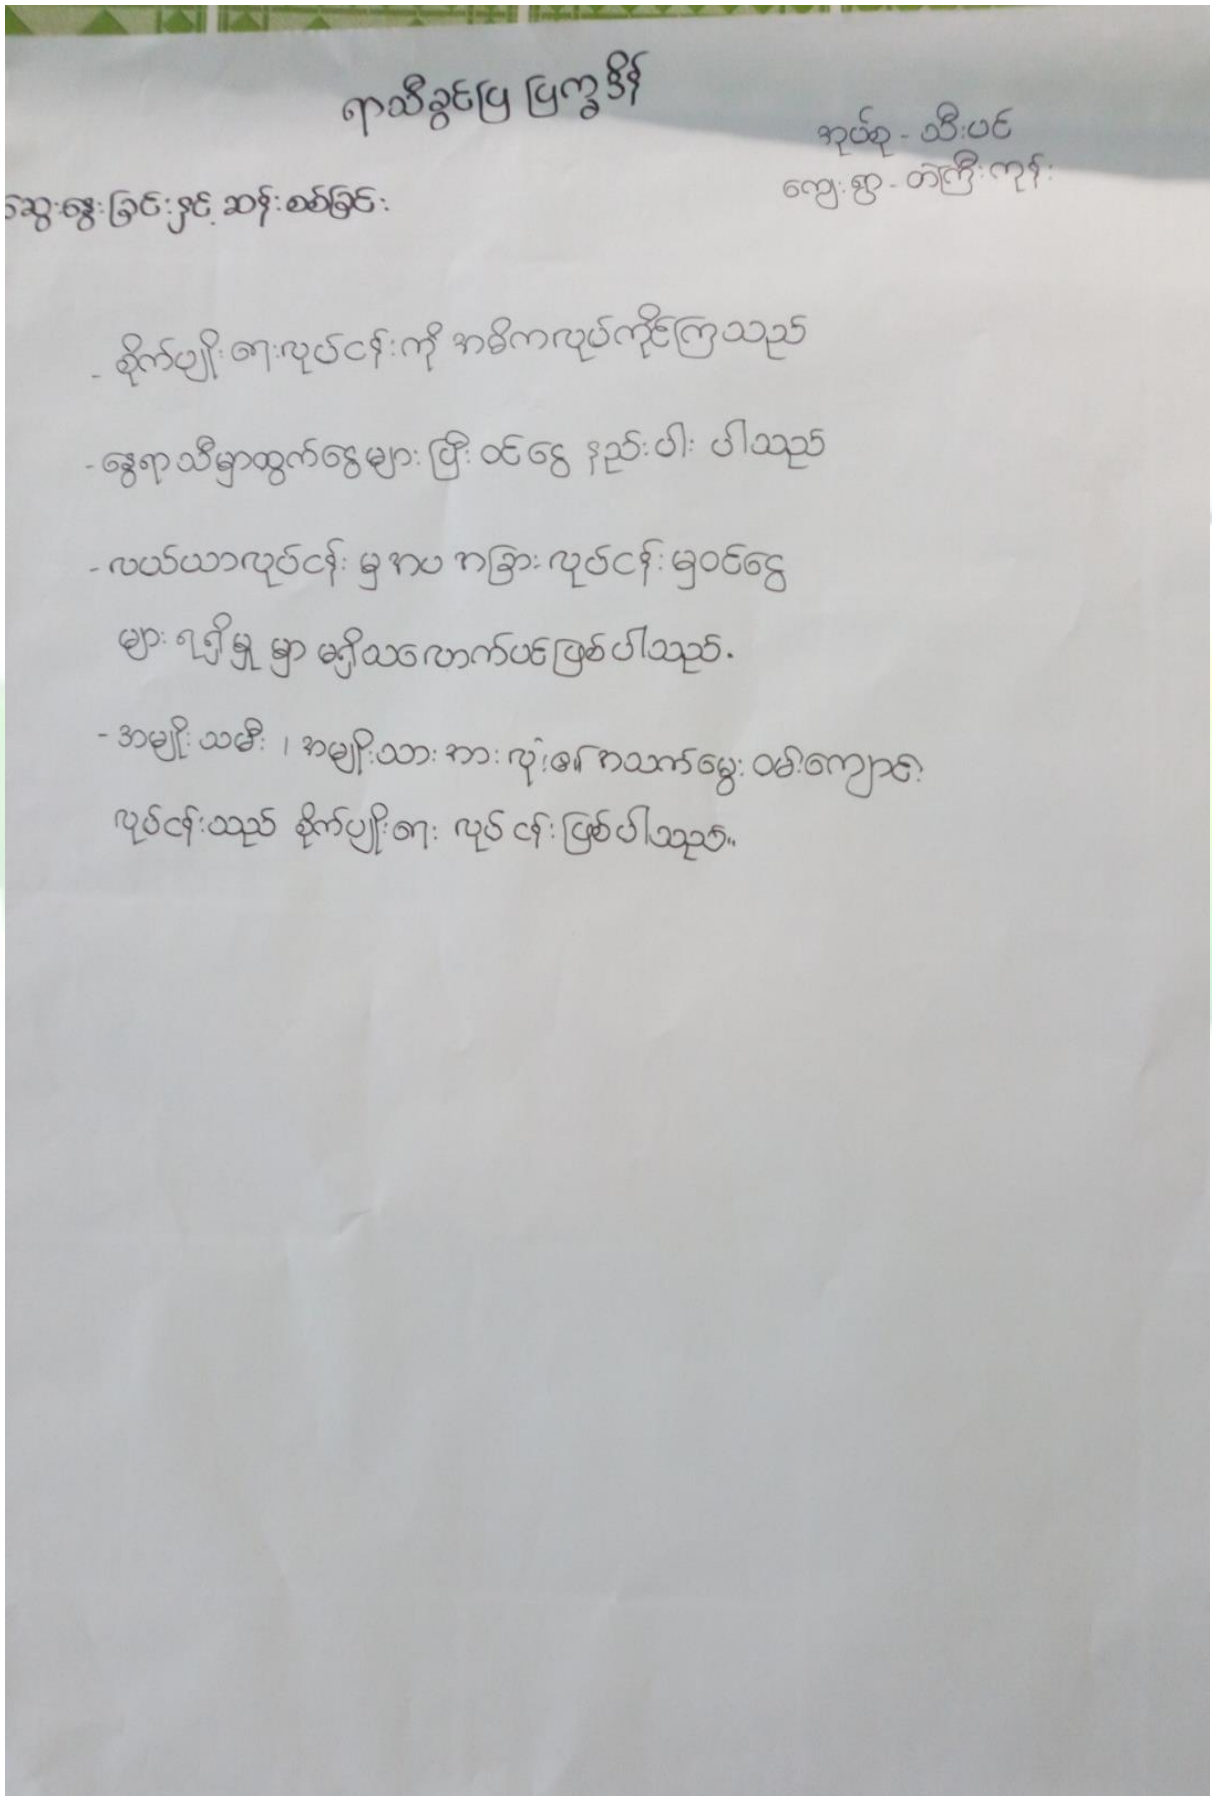 ရာသီခွင်ပြ ပြက္ခဒိန်
အုပ်စု - သီးပင်
ကျေးရွာ - တဲကြီးကုန်း
ဆွေးနွေးခြင်းနှင့် ဆန်းစစ်ခြင်း
- စိုက်ပျိုးရေးလုပ်ငန်းကို အဓိကလုပ်ကိုင်ကြသည်
- နွေရာသီမှာထွက်ငွေများပြီး ဝင်ငွေ နည်းပါး ပါသည်
- လယ်ယာလုပ်ငန်း မှ အပ အခြားလုပ်ငန်း မှဝင်ငွေ
များ ရရှိမှု မှာ မရှိသလောက်ပင်ဖြစ်ပါသည်.
- အမျိုးသမီး ၊ အမျိုးသား အားလုံး၏ အသက်မွေး ဝမ်းကျောင်း
လုပ်ငန်းသည် စိုက်ပျိုးရေး လုပ်ငန်း ဖြစ်ပါသည်။